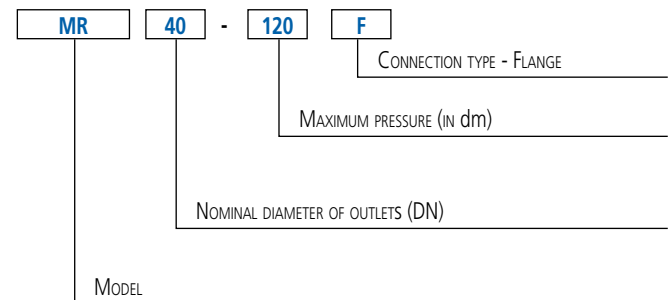 MR 40 - 120 F
Connection type - Flange
Maximum pressure (in dm)
Nominal diameter of outlets (DN)
Model